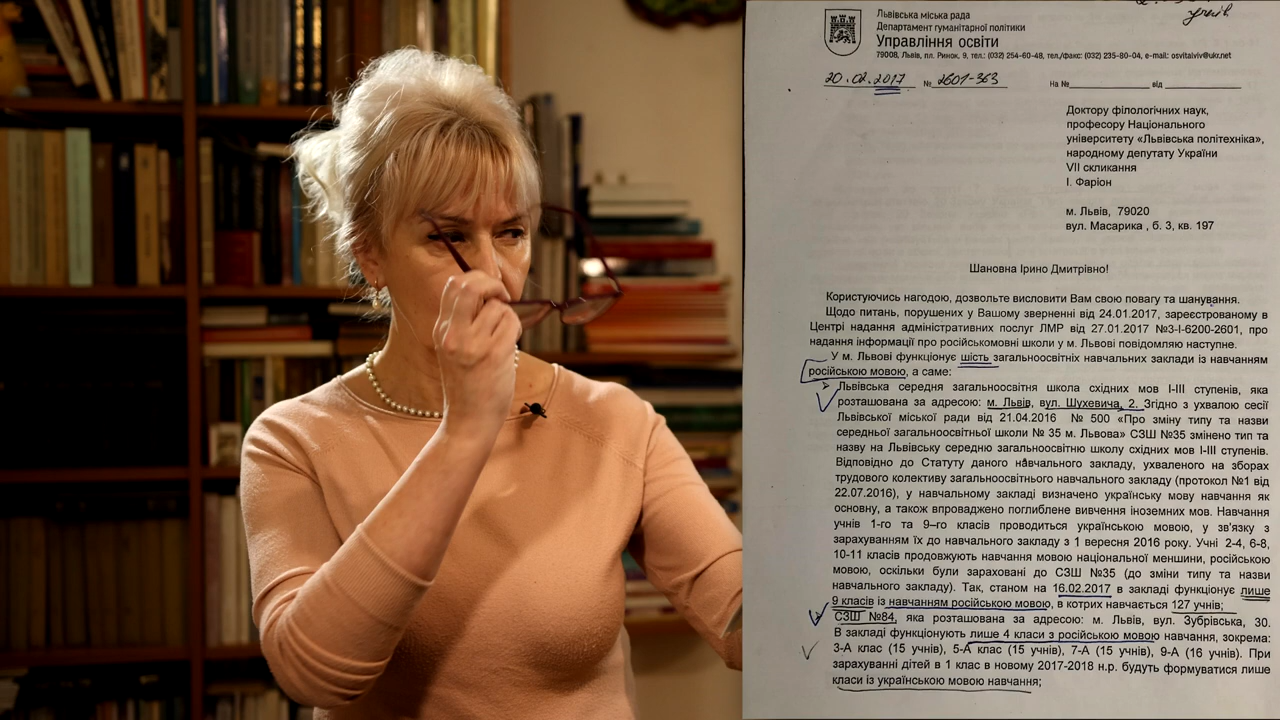 учнів.
Львівська міська рада
Департамент гуманітарної політики
Управління освіти
79008, Львів, пл. Ринок, 9, тел.: (032) 254-60-48, тел./факс: (032) 235-80-04, e-mail: osvitalviv@ukr.net
20.02.2017 № 2601-363 на № від
Доктору філологічних наук,
професору Національного
університету «Львівська політехніка»,
народному депутату України
VII скликання
І. Фаріон
м. Львів, 79020
вул. Масарика , б. 3, кв. 197
Шановна Ірино Дмитрівно!
Користуючись нагодою, дозвольте висловити Вам свою повагу та шанування.
Щодо питань, порушених у Вашому зверненні від 24.01.2017, зареєстрованому в
Центрі надання адміністративних послуг ЛМР від 27.01.2017 №3-І-6200-2601, про
надання інформації про російськомовні школи у м. Львові повідомляю наступне.
У м. Львові функціонує шість загальноосвітніх навчальних заклади із навчанням
російською мовою, а саме:
Львівська середня загальноосвітня школа східних мов І-ІІІ ступенів, яка
розташована за адресою: м. Львів, вул. Шухевича, 2. Згідно з ухвалою сесії
Львівської міської ради від 21.04.2016 № 500 «Про зміну типу та назви
середньої загальноосвітньої школи № 35 м. Львова» СЗШ №35 змінено тип та
назву на Львівську середню загальноосвітню школу східних мов І-ІІІ ступенів.
Відповідно до Статуту даного навчального закладу, ухваленого на зборах
трудового колективу загальноосвітнього навчального закладу (протокол №1 від
22.07.2016), у навчальному закладі визначено українську мову навчання як
основну, а також впроваджено поглиблене вивчення іноземних мов. Навчання
учнів 1-го та 9–го класів проводиться українською мовою, у зв'язку з
зарахуванням їх до навчального закладу з 1 вересня 2016 року. Учні 2-4, 6-8,
10-11 класів продовжують навчання мовою національної меншини, російською
мовою, оскільки були зараховані до СЗШ №35 (до зміни типу та назви
навчального закладу). Так, станом на 16.02.2017 в закладі функціонує лише
9 класів із навчанням російською мовою, в котрих навчається 127 учнів;
СЗШ №84, яка розташована за адресою: м. Львів, вул. Зубрівська, 30.
В закладі функціонують лише 4 класи з російською мовою навчання, зокрема:
3-А клас (15 учнів), 5-А клас (15 учнів), 7-А (15 учнів), 9-А (16 учнів). При
зарахуванні дітей в 1 клас в новому 2017-2018 н.р. будуть формуватися лише
класи із українською мовою навчання;